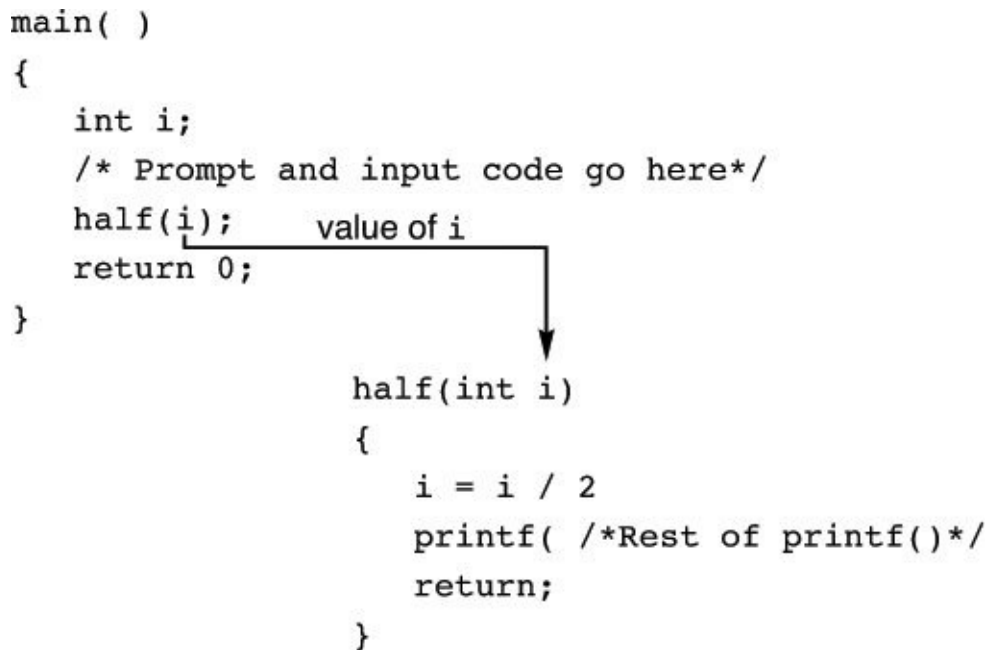 main( )
{
int i;
/* Prompt and input code go here*/
half(i);
value of i
return 0;
}
half(int i)
{
i = i / 2
printf( /*Rest of printf()*/
return;
}